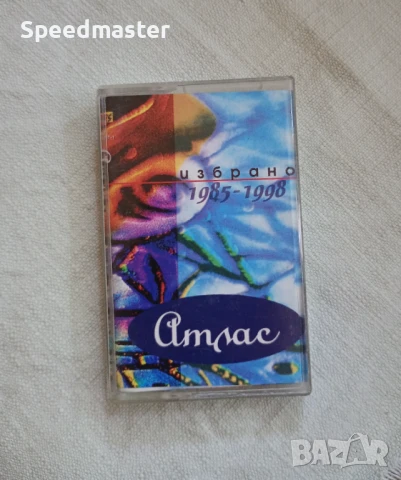 Speedmaster
избрано
1985-1998
Атлас
BAZAR